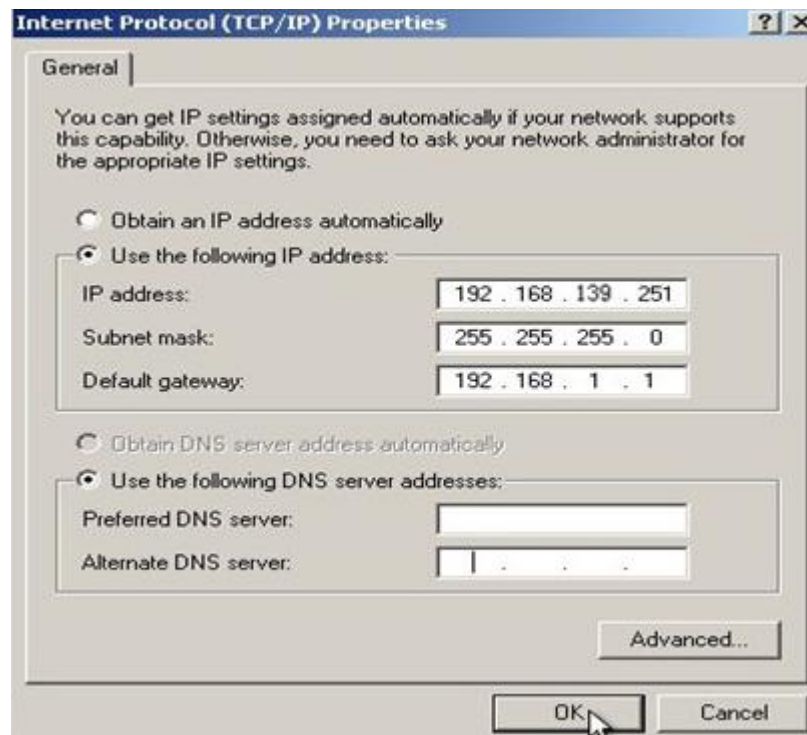 Internet Protocol (TCP/IP) Properties
General
You can get IP settings assigned automatically if your network supports
this capability. Otherwise, you need to ask your network administrator for
the appropriate IP settings.
Obtain an IP address automatically
Use the following IP address:
IP address: 192 . 168 . 139 . 251
Subnet mask: 255 . 255 . 255 . 0
Default gateway: 192 . 168 . 1 . 1
Obtain DNS server address automatically
Use the following DNS server addresses:
Preferred DNS server:
Alternate DNS server: . . .
Advanced...
OK Cancel